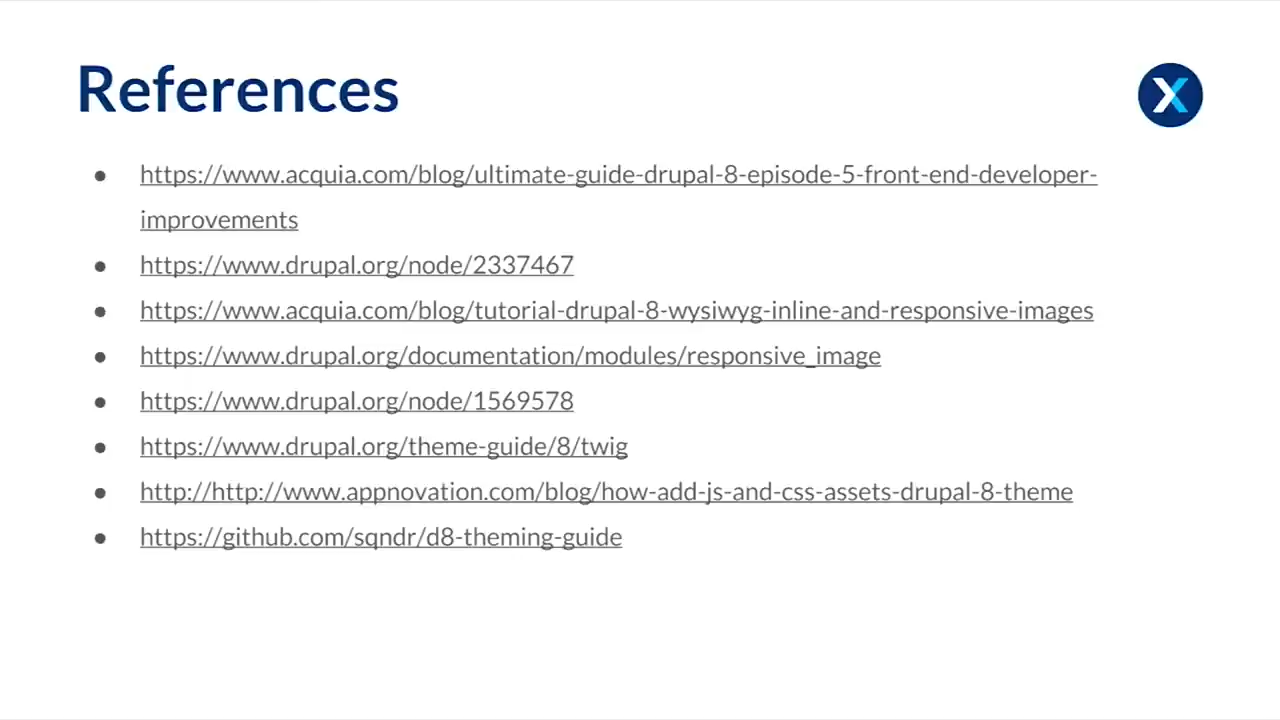 References
● https://www.acquia.com/blog/ultimate-guide-drupal-8-episode-5-front-end-developer-
improvements
● https://www.drupal.org/node/2337467
● https://www.acquia.com/blog/tutorial-drupal-8-wysiwyg-inline-and-responsive-images
● https://www.drupal.org/documentation/modules/responsive_image
● https://www.drupal.org/node/1569578
● https://www.drupal.org/theme-guide/8/twig
● http://http://www.appnovation.com/blog/how-add-js-and-css-assets-drupal-8-theme
● https://github.com/sqndr/d8-theming-guide